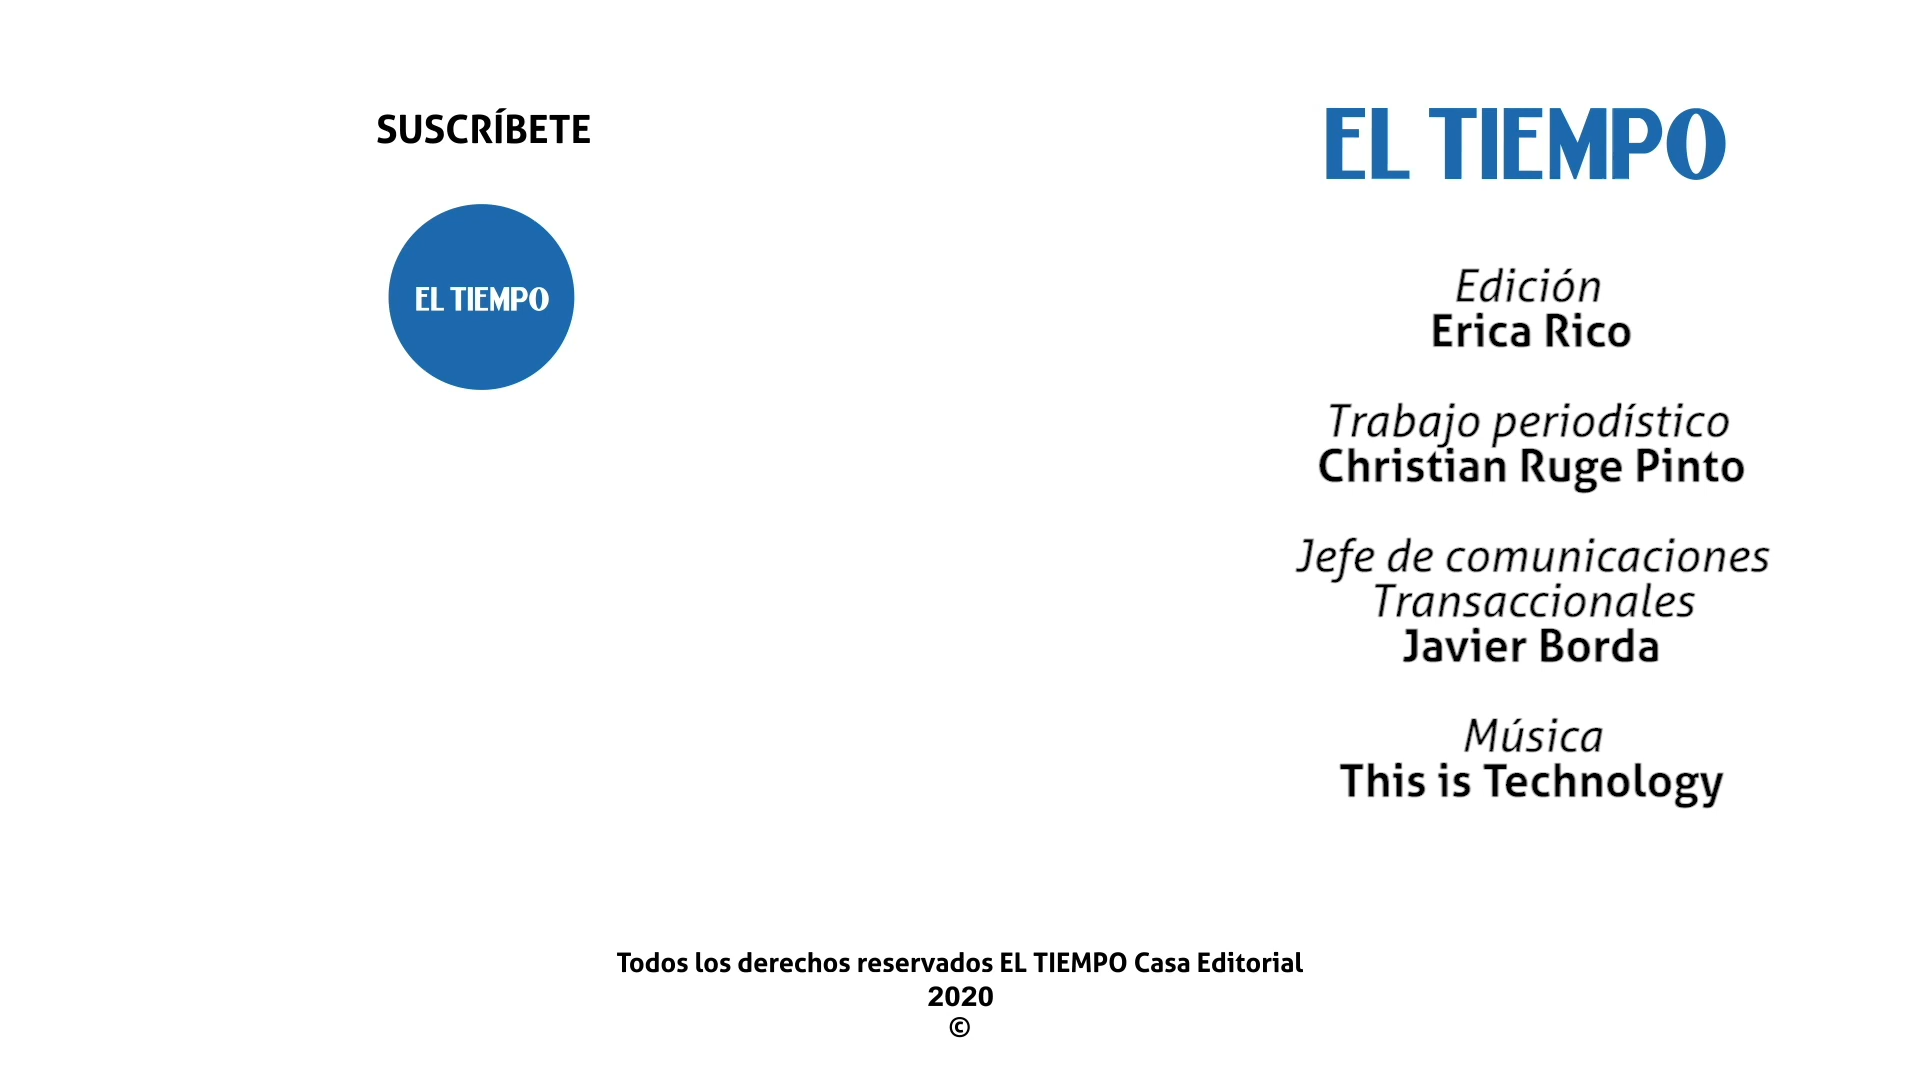 SUSCRÍBETE
EL TIEMPO
EL TIEMPO
Edición
Erica Rico
Trabajo periodístico
Christian Ruge Pinto
Jefe de comunicaciones
Transaccionales
Javier Borda
Música
This is Technology
Todos los derechos reservados EL TIEMPO Casa Editorial
2020
©